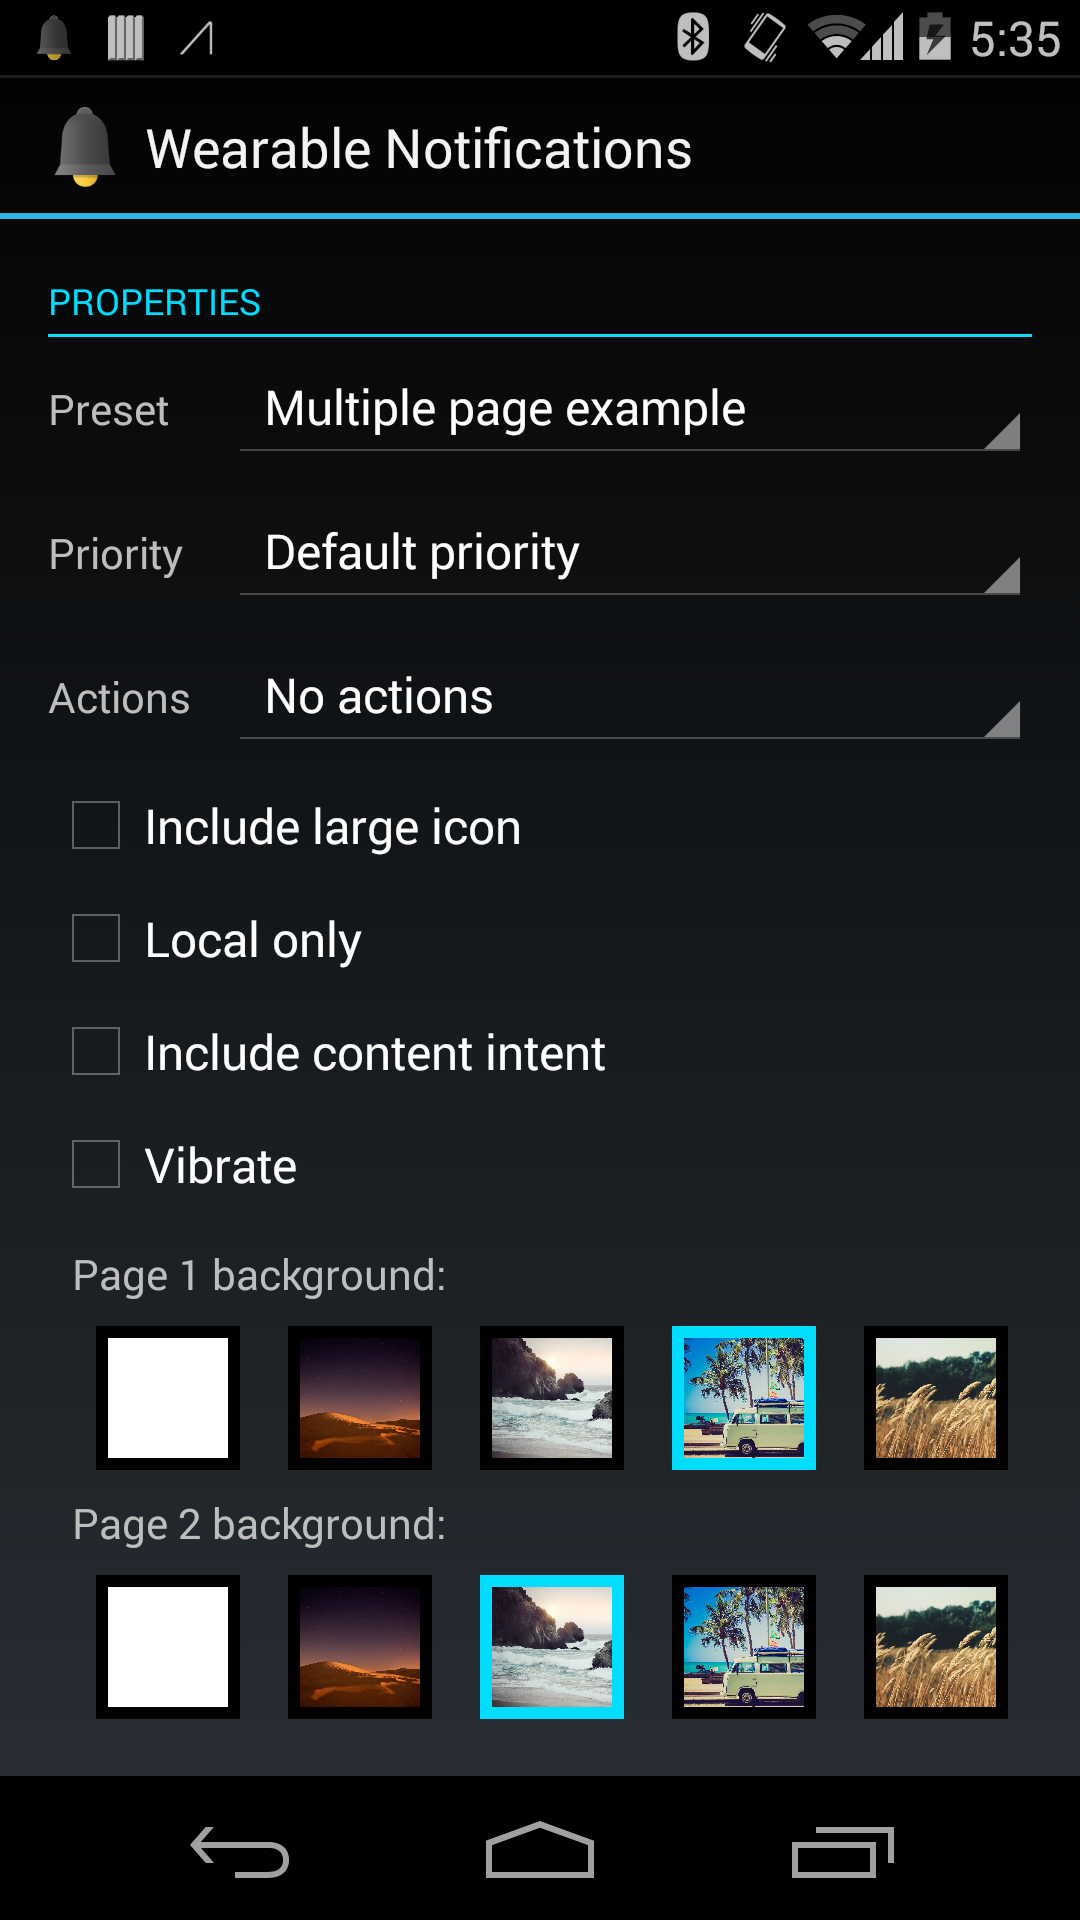 5:35
Wearable Notifications
PROPERTIES
Preset Multiple page example
Priority Default priority
Actions No actions
Include large icon
Local only
Include content intent
Vibrate
Page 1 background:
Page 2 background: